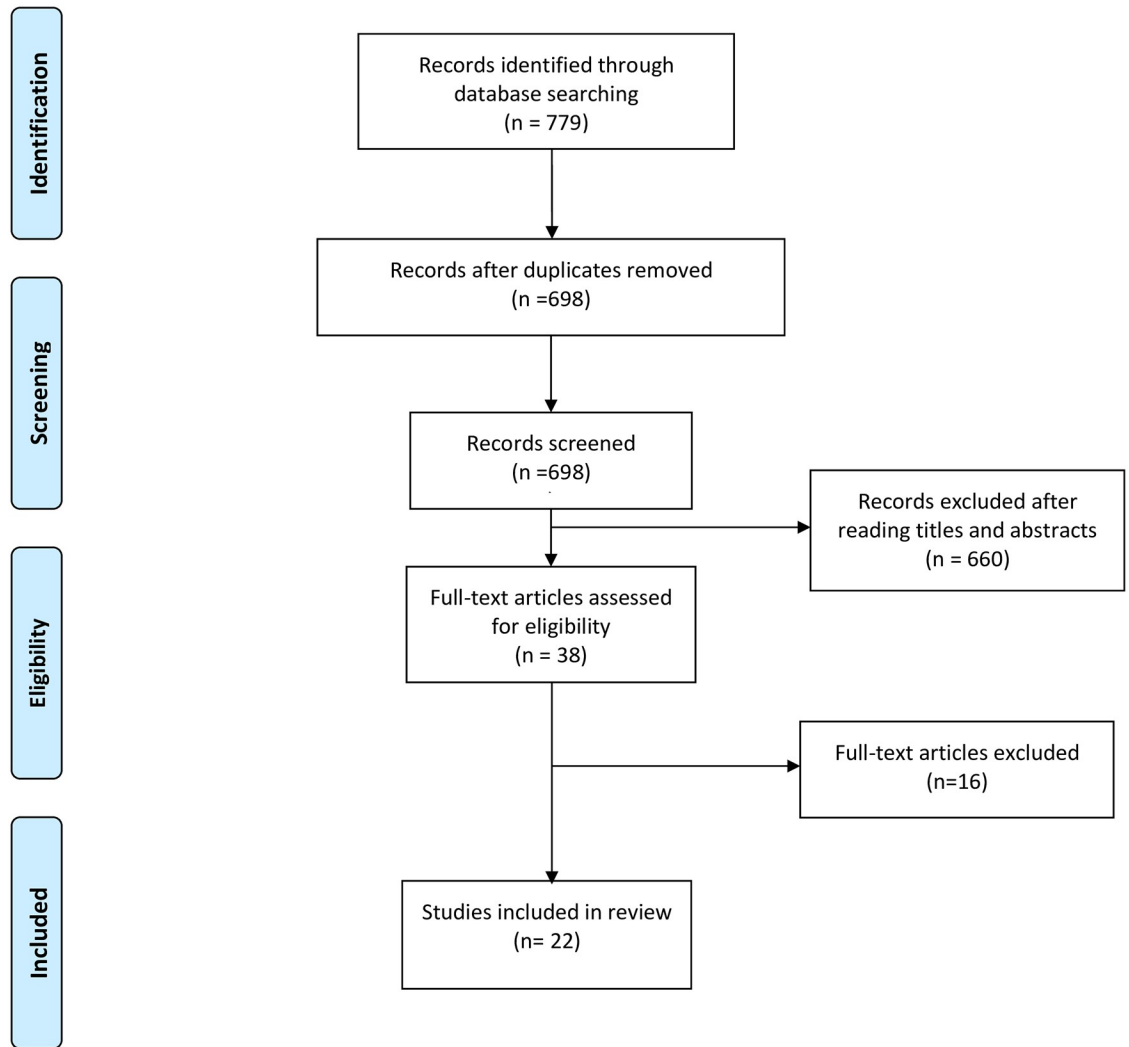 Identification
Records identified through
database searching
(n = 779)
Records after duplicates removed
(n =698)
Screening
Records screened
(n =698)
.
Records excluded after
reading titles and abstracts
(n = 660)
Eligibility
Full-text articles assessed
for eligibility
(n = 38)
Full-text articles excluded
(n=16)
Included
Studies included in review
(n= 22)